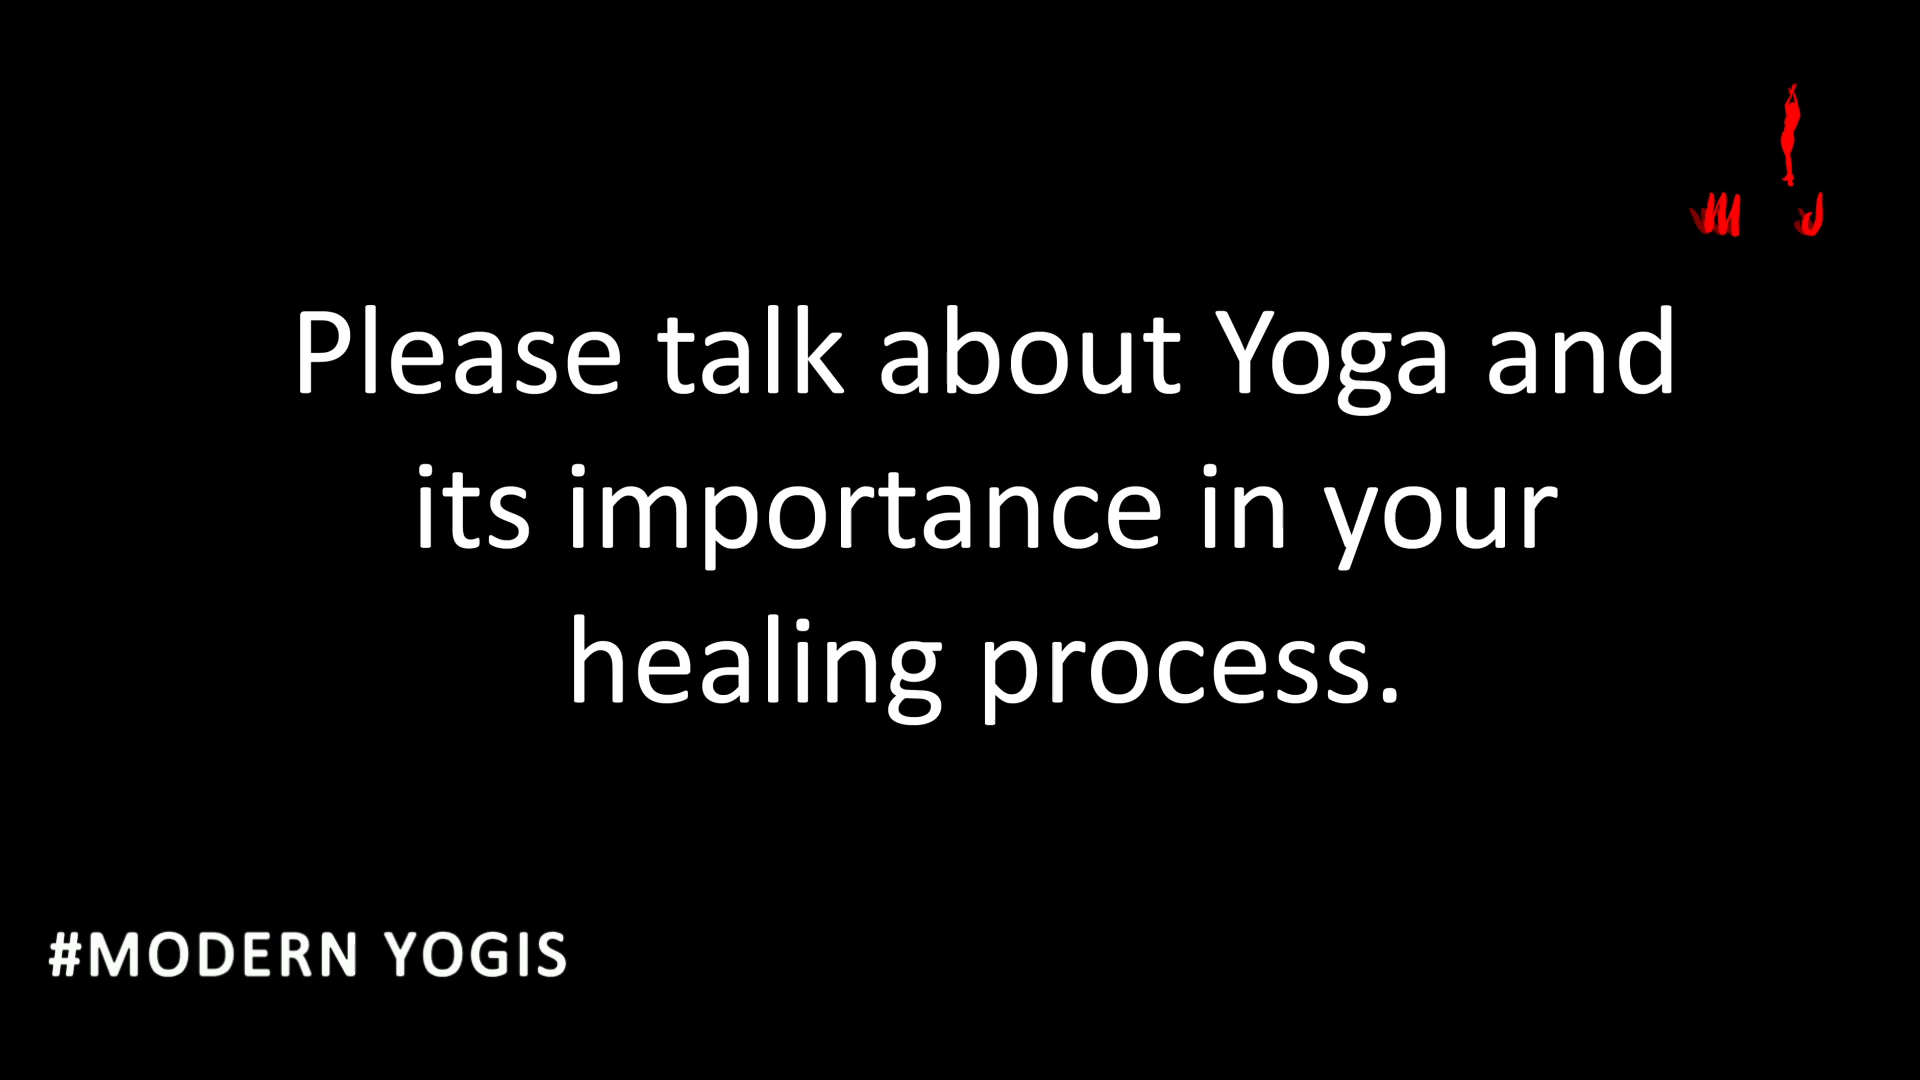 Please talk about Yoga and
its importance in your
healing process.
#MODERN YOGIS